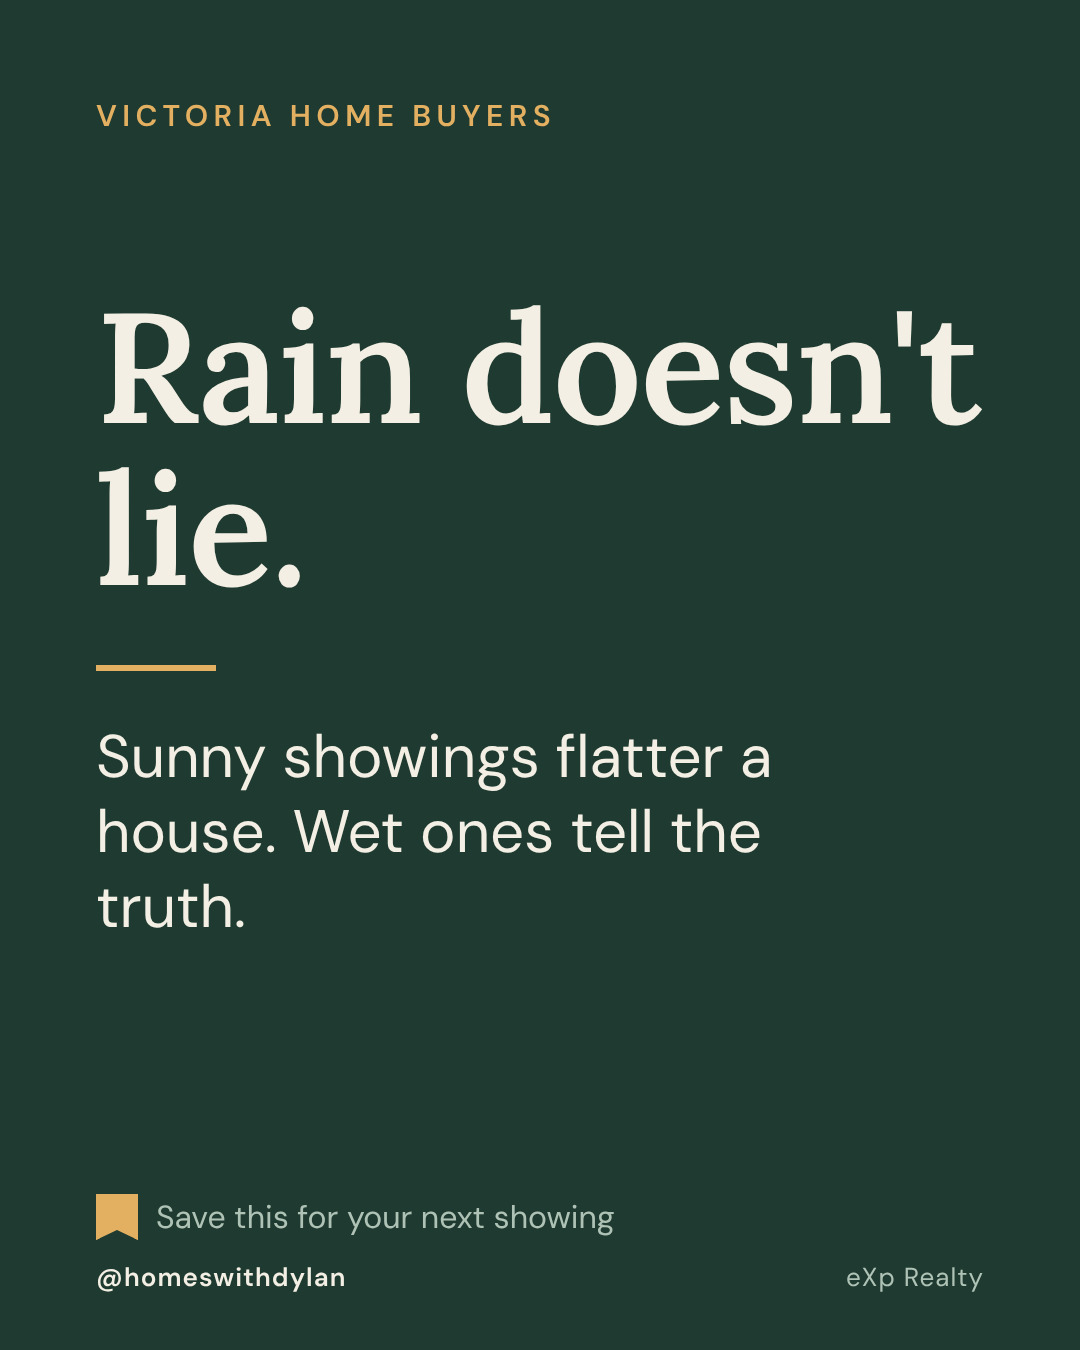 VICTORIA HOME BUYERS
Rain doesn't
lie.
Sunny showings flatter a
house. Wet ones tell the
truth.
Save this for your next showing
@homeswithdylan
eXp Realty